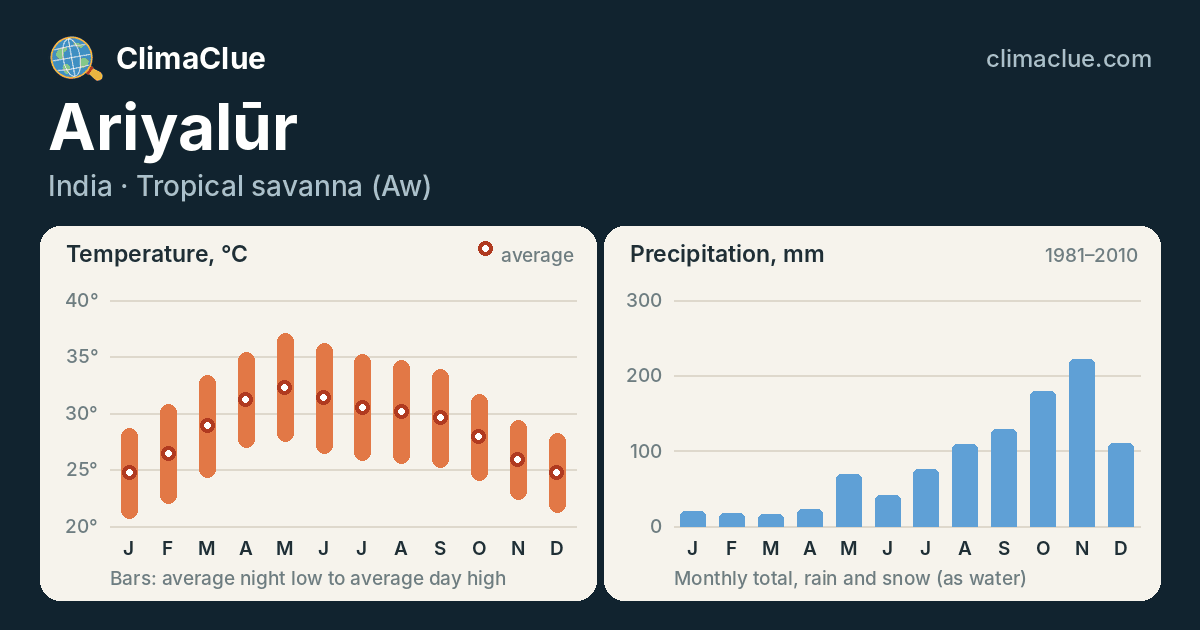 ClimaClue
climaclue.com
Ariyalūr
India · Tropical savanna (Aw)
Temperature, °C
average
40°
35°
30°
25°
20°
J F M A M J J A S O N D
Bars: average night low to average day high
Precipitation, mm
1981–2010
300
200
100
0
J F M A M J J A S O N D
Monthly total, rain and snow (as water)